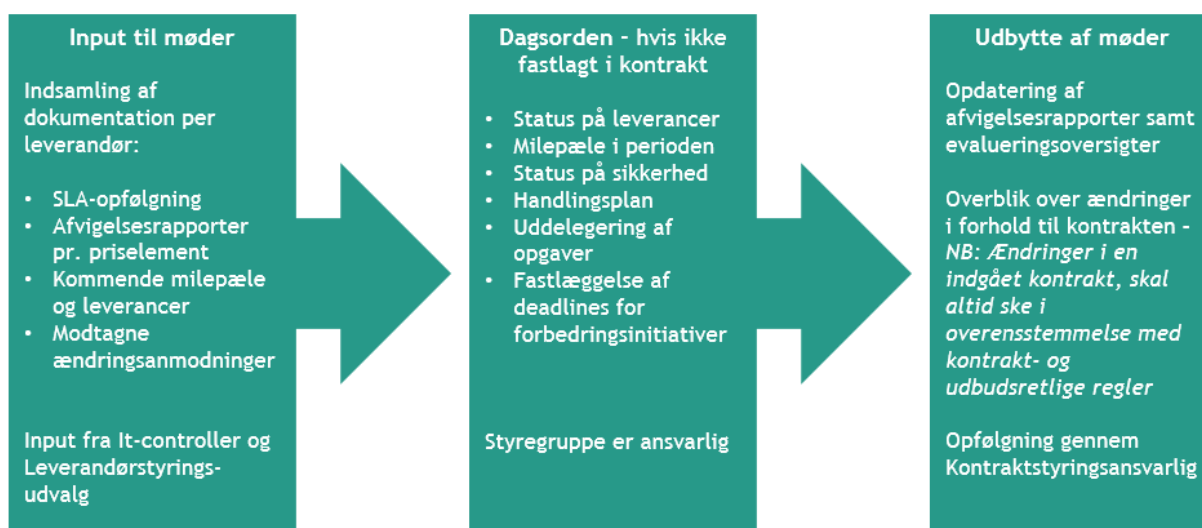 Input til møder
Indsamling af
dokumentation per
leverandør:
• SLA-opfølgning
• Afvigelsesrapporter
pr. priselement
• Kommende milepæle
og leverancer
• Modtagne
ændringsanmodninger
Input fra It-controller og
Leverandørstyrings-
udvalg
Dagsorden – hvis ikke
fastlagt i kontrakt
• Status på leverancer
• Milepæle i perioden
• Status på sikkerhed
• Handlingsplan
• Uddelegering af
opgaver
• Fastlæggelse af
deadlines for
forbedringsinitiativer
Styregruppe er ansvarlig
Udbytte af møder
Opdatering af
afvigelsesrapporter samt
evalueringsoversigter
Overblik over ændringer
i forhold til kontrakten –
NB: Ændringer i en
indgået kontrakt, skal
altid ske i
overensstemmelse med
kontrakt- og
udbudsretlige regler
Opfølgning gennem
Kontraktstyringsansvarlig